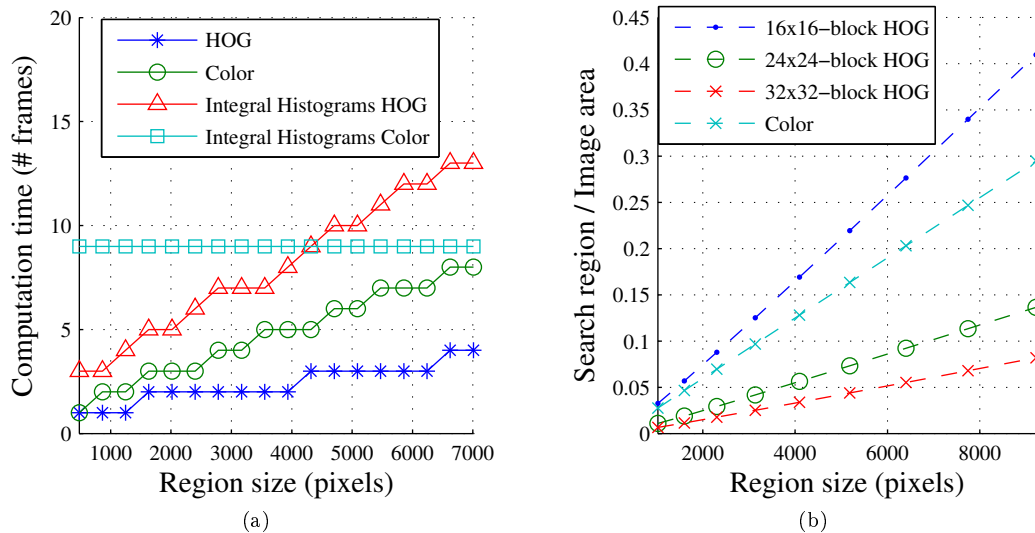 20
15
10
5
0
1000 2000 3000 4000 5000 6000 7000
Computation time (# frames)
Region size (pixels)
HOG
Color
Integral Histograms HOG
Integral Histograms Color
(a)
0.45
0.4
0.35
0.3
0.25
0.2
0.15
0.1
0.05
0
2000 4000 6000 8000
Search region / Image area
Region size (pixels)
16x16−block HOG
24x24−block HOG
32x32−block HOG
Color
(b)